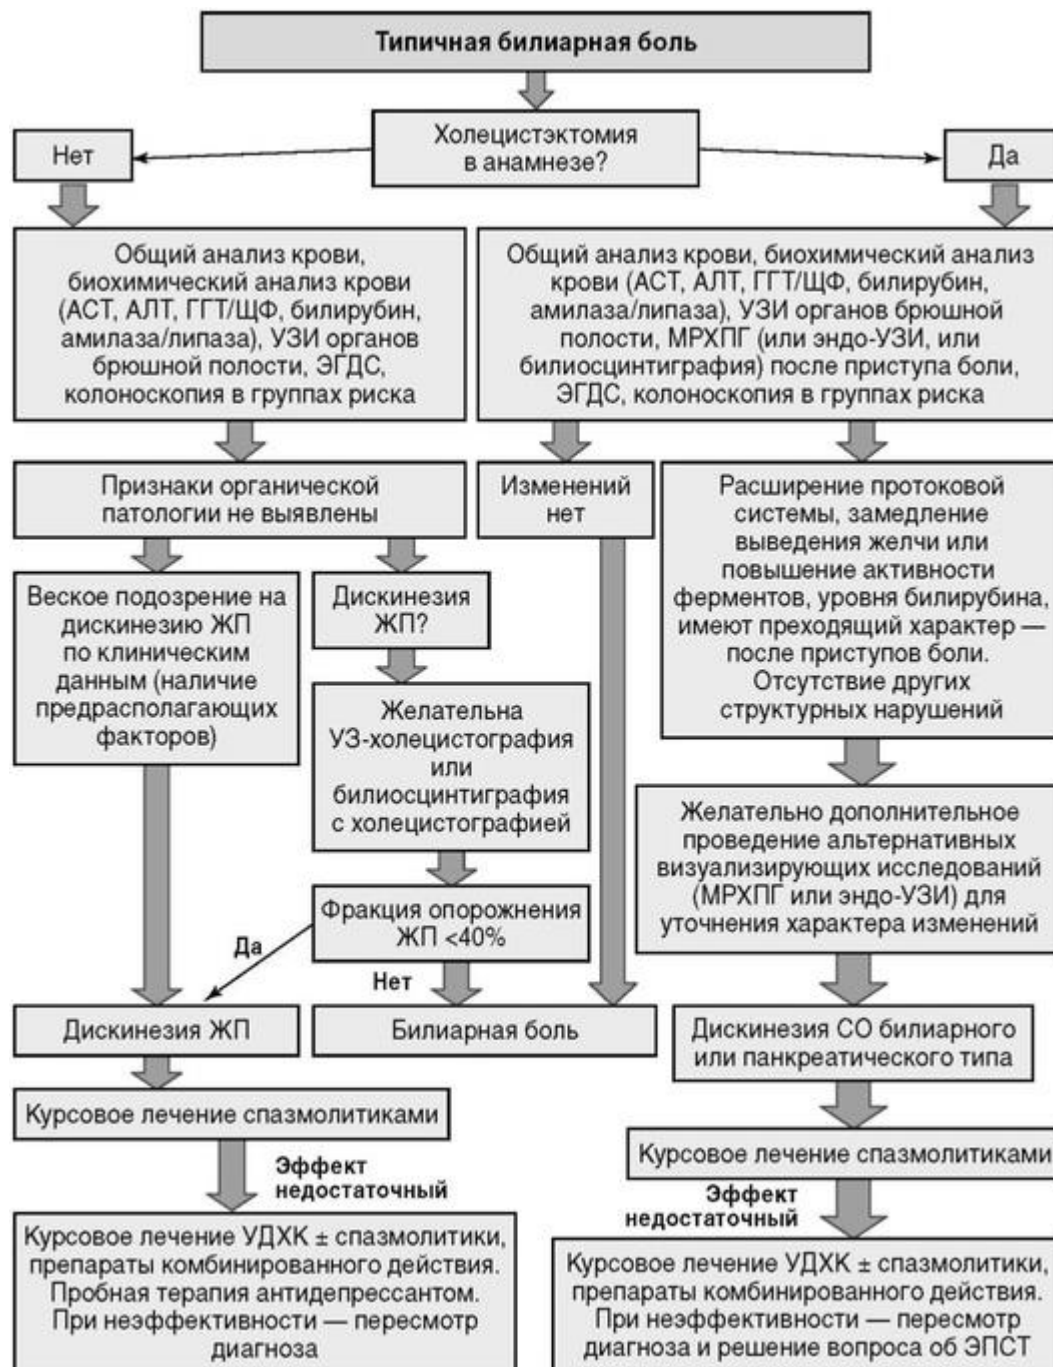 Типичная билиарная боль
Холецистэктомия
в анамнезе?
Нет
Да
Общий анализ крови,
биохимический анализ крови
(АСТ, АЛТ, ГГТ/ЩФ, билирубин,
амилаза/липаза), УЗИ органов
брюшной полости, ЭГДС,
колоноскопия в группах риска
Общий анализ крови, биохимический анализ
крови (АСТ, АЛТ, ГГТ/ЩФ, билирубин,
амилаза/липаза), УЗИ органов брюшной
полости, МРХПГ (или эндо-УЗИ, или
билиосцинтиграфия) после приступа боли,
ЭГДС, колоноскопия в группах риска
Признаки органической
патологии не выявлены
Изменений
нет
Расширение протоковой
системы, замедление
выведения желчи или
повышение активности
ферментов, уровня билирубина,
имеют преходящий характер —
после приступов боли.
Отсутствие других
структурных нарушений
Веское подозрение на
дискинезию ЖП
по клиническим
данным (наличие
предрасполагающих
факторов)
Дискинезия
ЖП?
Желательна
УЗ-холецистография
или
билиосцинтиграфия
с холецистографией
Желательно дополнительное
проведение альтернативных
визуализирующих исследований
(МРХПГ или эндо-УЗИ) для
уточнения характера изменений
Фракция опорожнения
ЖП <40%
Да
Нет
Дискинезия ЖП
Билиарная боль
Дискинезия СО билиарного
или панкреатического типа
Курсовое лечение спазмолитиками
Курсовое лечение спазмолитиками
Эффект
недостаточный
Эффект
недостаточный
Курсовое лечение УДХК ± спазмолитики,
препараты комбинированного действия.
Пробная терапия антидепрессантом.
При неэффективности — пересмотр
диагноза
Курсовое лечение УДХК ± спазмолитики,
препараты комбинированного действия.
При неэффективности — пересмотр
диагноза и решение вопроса об ЭПСТ